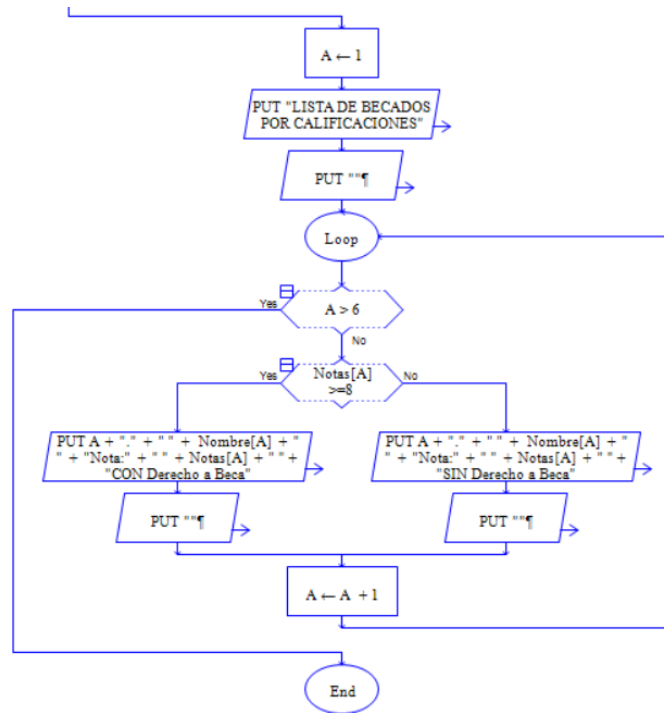 A ← 1
PUT "LISTA DE BECADOS
POR CALIFICACIONES"
PUT ""¶
Loop
Yes
A > 6
No
Yes
Notas[A]
>=8
No
PUT A + "." + " " + Nombre[A] + "
" + "Nota:" + " " + Notas[A] + " " +
"CON Derecho a Beca"
PUT A + "." + " " + Nombre[A] + "
" + "Nota:" + " " + Notas[A] + " " +
"SIN Derecho a Beca"
PUT ""¶
PUT ""¶
A ← A + 1
End